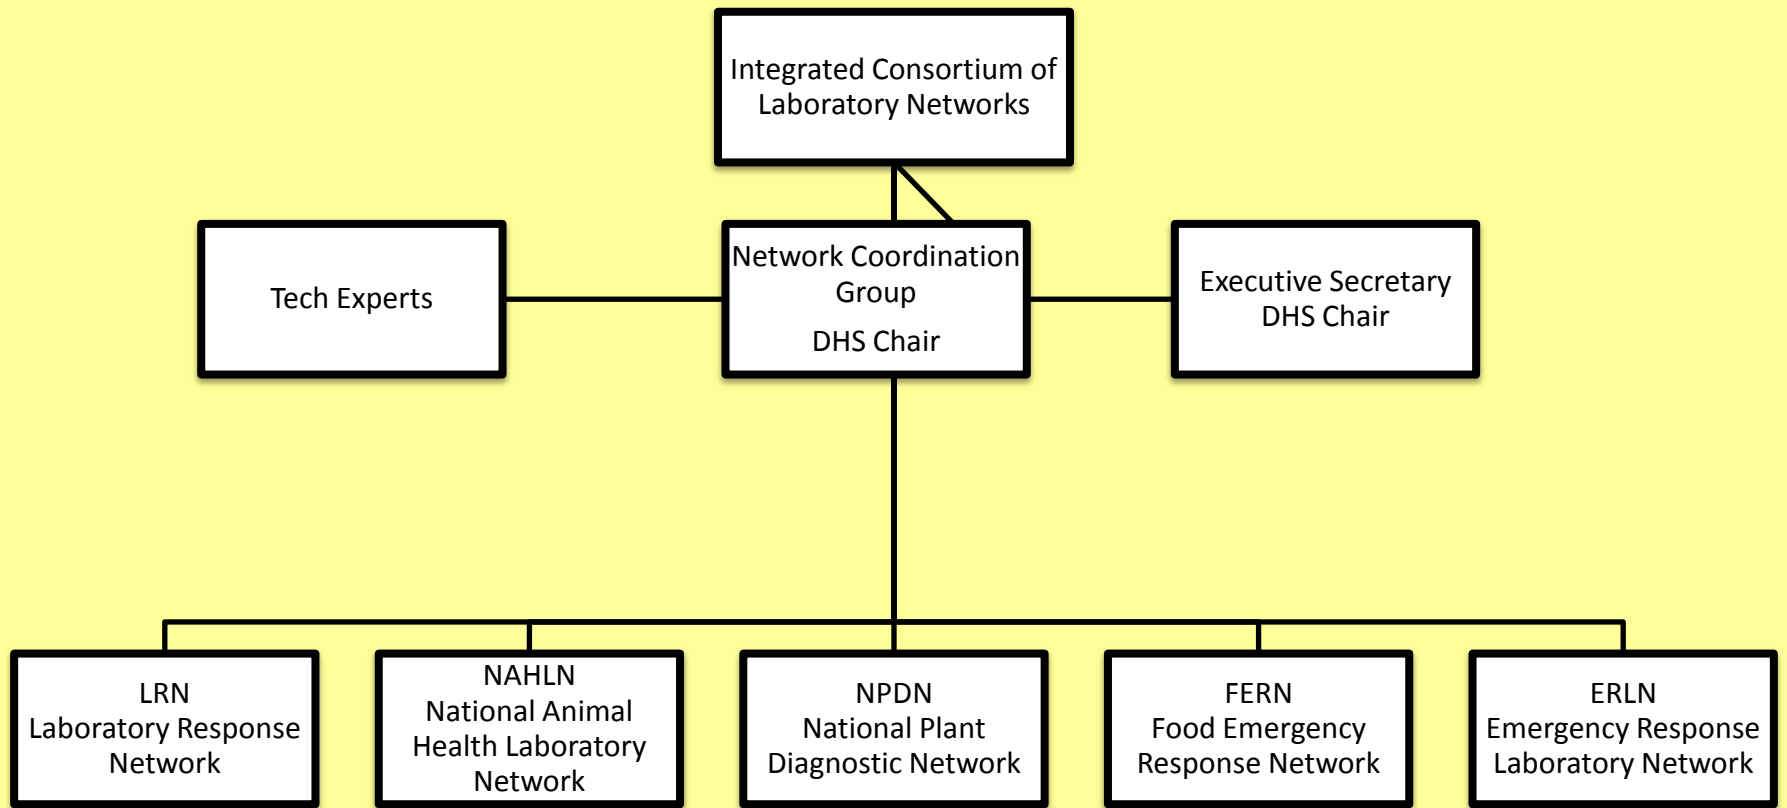 Integrated Consortium of
Laboratory Networks
Tech Experts
Network Coordination
Group
DHS Chair
Executive Secretary
DHS Chair
LRN
Laboratory Response
Network
NAHLN
National Animal
Health Laboratory
Network
NPDN
National Plant
Diagnostic Network
FERN
Food Emergency
Response Network
ERLN
Emergency Response
Laboratory Network